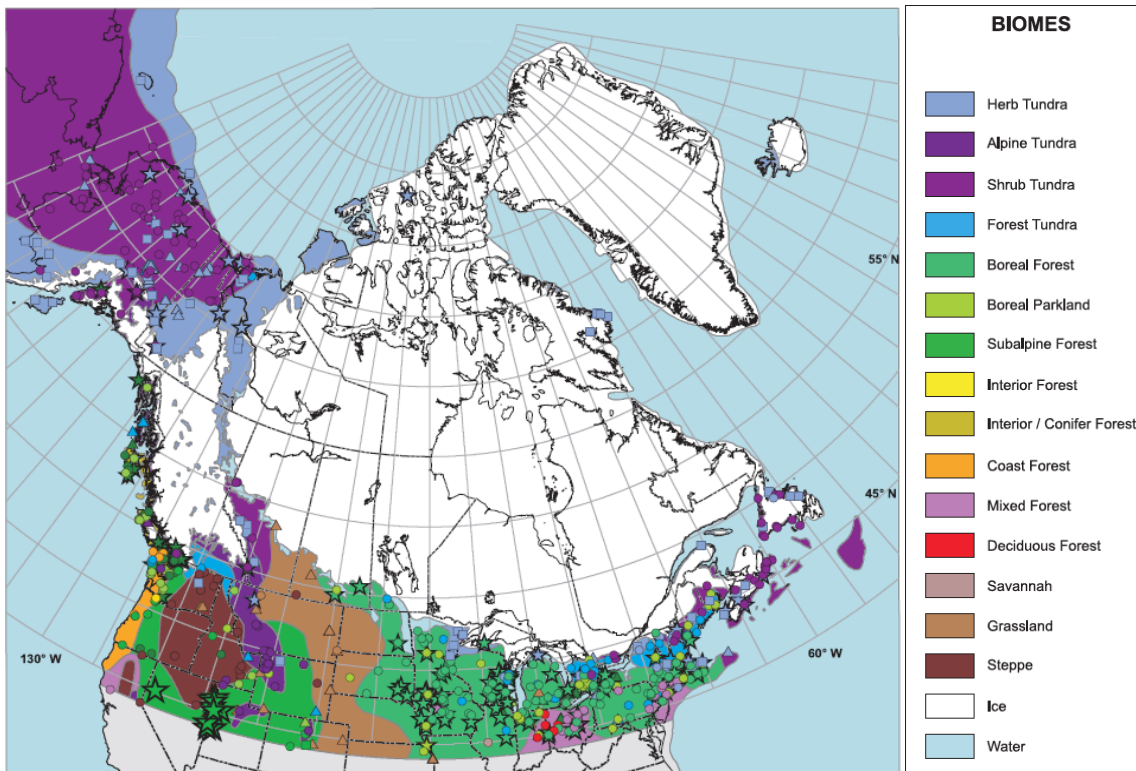 BIOMES
Herb Tundra
Alpine Tundra
Shrub Tundra
Forest Tundra
55° N
Boreal Forest
Boreal Parkland
Subalpine Forest
Interior Forest
Interior / Conifer Forest
Coast Forest
45° N
Mixed Forest
Deciduous Forest
Savannah
Grassland
130° W
60° W
Steppe
Ice
Water